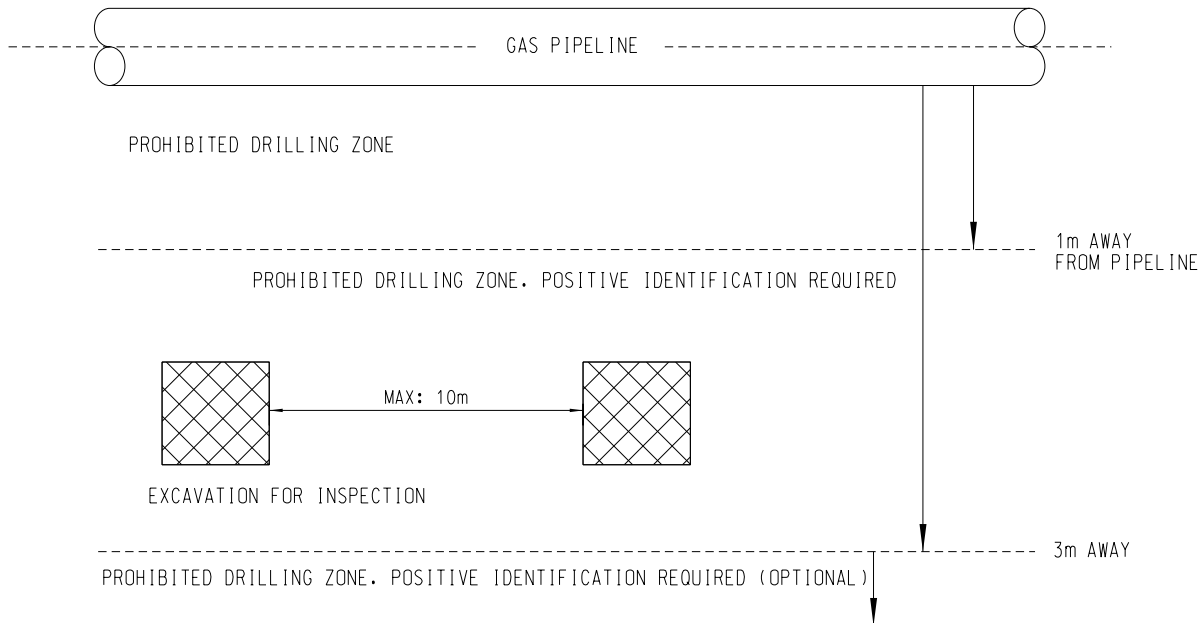 GAS PIPELINE
PROHIBITED DRILLING ZONE
1m AWAY
FROM PIPELINE
PROHIBITED DRILLING ZONE. POSITIVE IDENTIFICATION REQUIRED
MAX: 10m
EXCAVATION FOR INSPECTION
3m AWAY
PROHIBITED DRILLING ZONE. POSITIVE IDENTIFICATION REQUIRED (OPTIONAL)